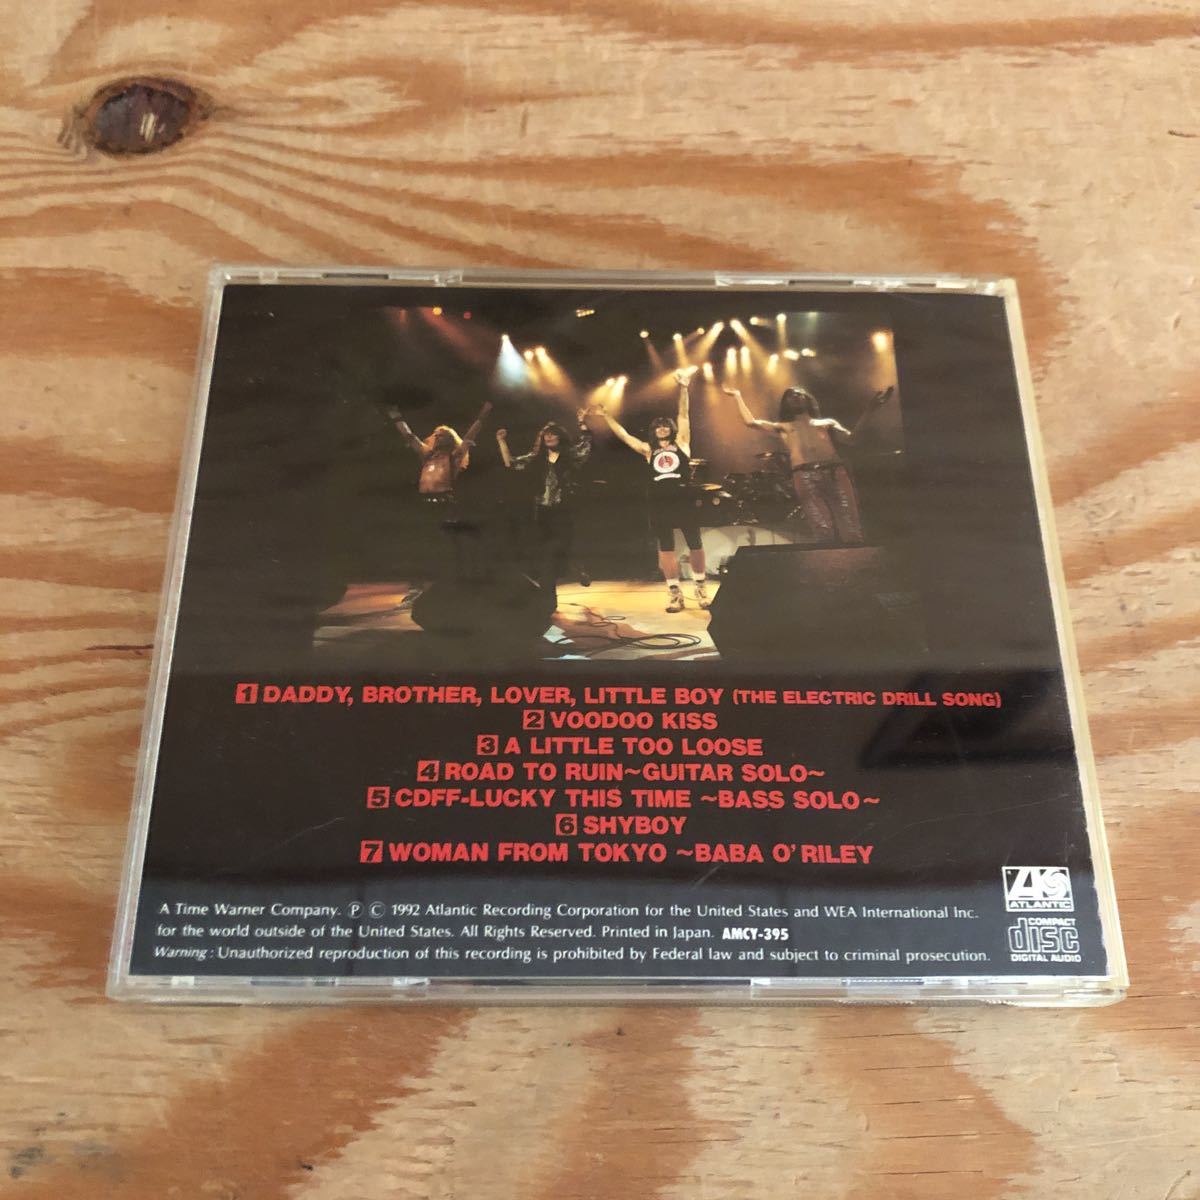 1 DADDY, BROTHER, LOVER, LITTLE BOY (THE ELECTRIC DRILL SONG)
2 VOODOO KISS
3 A LITTLE TOO LOOSE
4 ROAD TO RUIN~GUITAR SOLO~
5 CDFF-LUCKY THIS TIME ~BASS SOLO~
6 SHYBOY
7 WOMAN FROM TOKYO ~BABA O'RILEY
ATLANTIC
A Time Warner Company. Ⓟ Ⓒ 1992 Atlantic Recording Corporation for the United States and WEA International Inc.
for the world outside of the United States. All Rights Reserved. Printed in Japan. AMCY-395
Warning : Unauthorized reproduction of this recording is prohibited by Federal law and subject to criminal prosecution.
COMPACT
disc
DIGITAL AUDIO